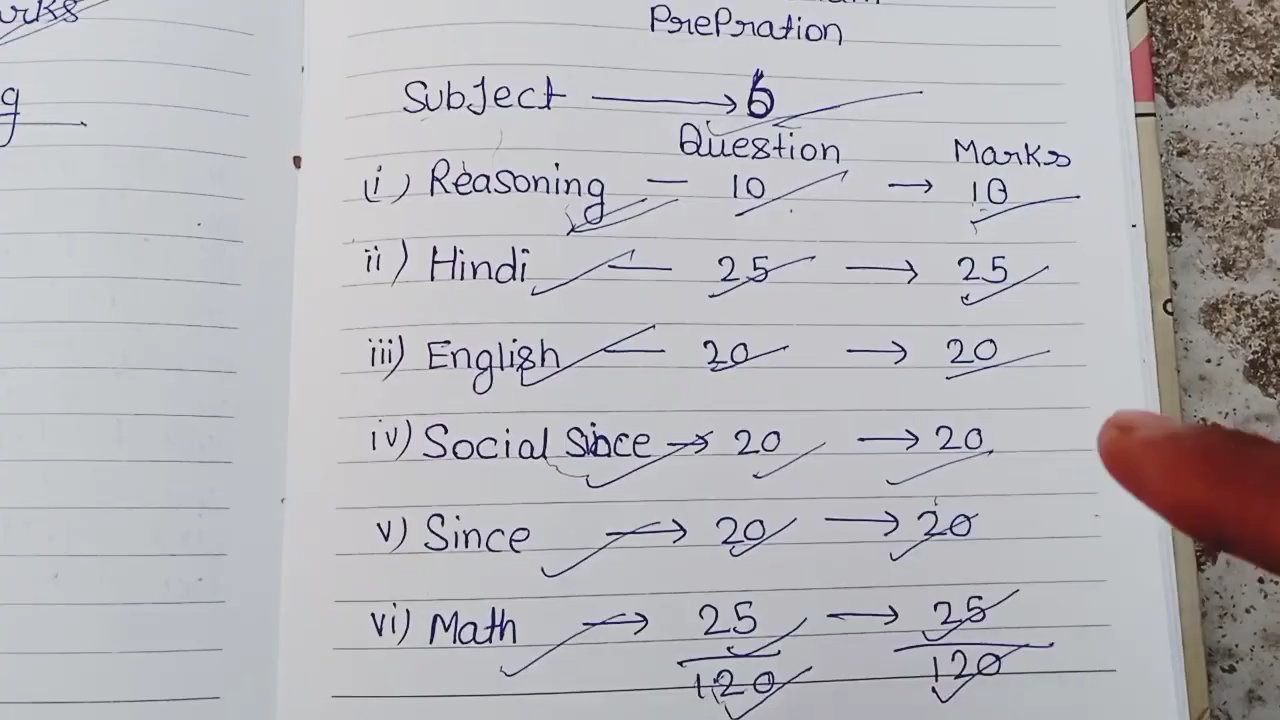 PrePration
Subject → 6
Question Marks
(i) Reasoning — 10 → 10
ii) Hindi — 25 → 25
iii) English — 20 → 20
iv) Social Since → 20 → 20
v) Since → 20 → 20
vi) Math → 25 → 25
120 120